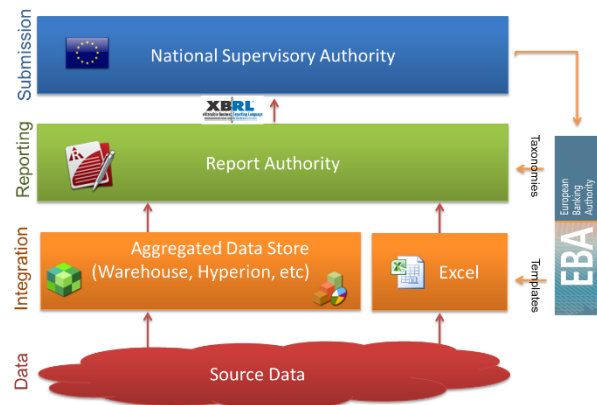 Submission
National Supervisory Authority
XBRL
Reporting
Report Authority
Taxonomies
European
Banking
Authority
EBA
Integration
Aggregated Data Store
(Warehouse, Hyperion, etc)
Excel
Templates
Data
Source Data